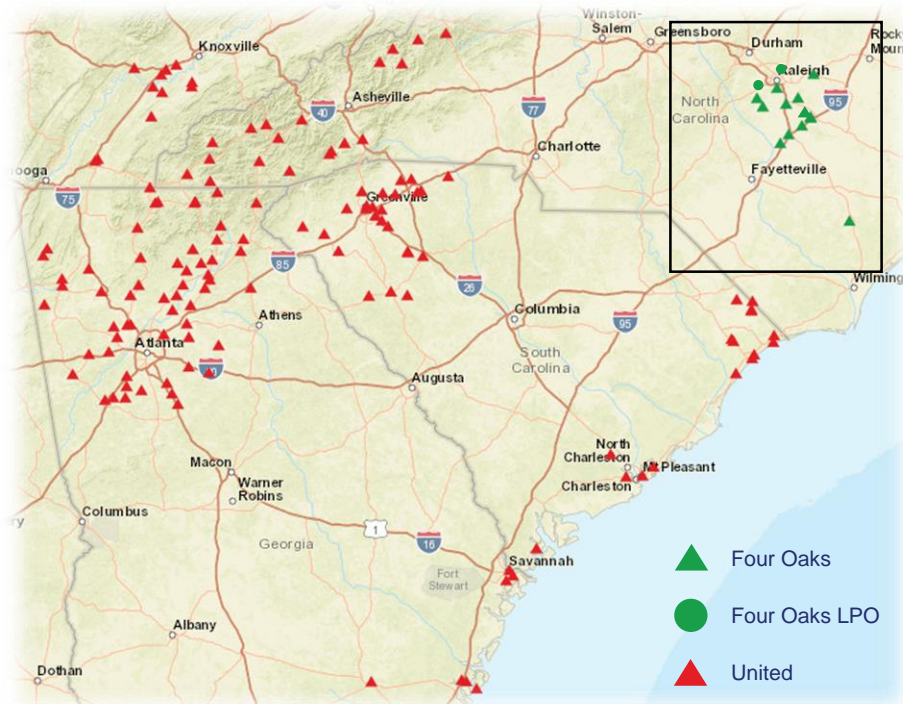 Winston-
Salem
Greensboro
Durham
Rocky
Moun
Knoxville
Raleigh
Asheville
40
77
95
North
Carolina
Charlotte
ooga
75
Fayetteville
Greenville
85
26
Wilming
Columbia
95
Athens
Atlanta
South
Carolina
Augusta
North
Charleston
Mt Pleasant
Charleston
Macon
Warner
Robins
Columbus
ry
1
16
Georgia
Savannah
Fort
Stewart
Four Oaks
Four Oaks LPO
United
Albany
Dothan